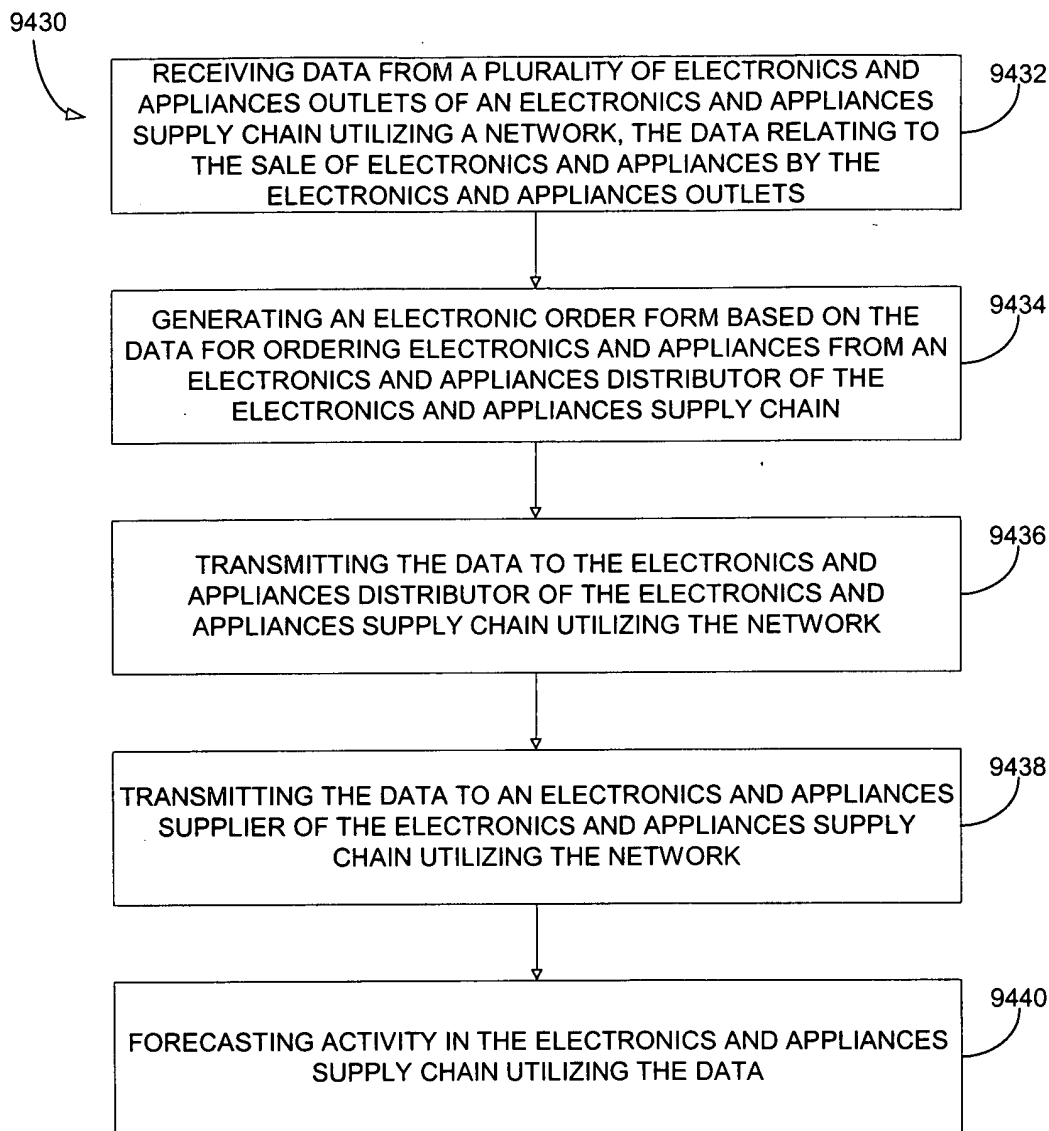 9430
RECEIVING DATA FROM A PLURALITY OF ELECTRONICS AND
APPLIANCES OUTLETS OF AN ELECTRONICS AND APPLIANCES
SUPPLY CHAIN UTILIZING A NETWORK, THE DATA RELATING TO
THE SALE OF ELECTRONICS AND APPLIANCES BY THE
ELECTRONICS AND APPLIANCES OUTLETS
9432
GENERATING AN ELECTRONIC ORDER FORM BASED ON THE
DATA FOR ORDERING ELECTRONICS AND APPLIANCES FROM AN
ELECTRONICS AND APPLIANCES DISTRIBUTOR OF THE
ELECTRONICS AND APPLIANCES SUPPLY CHAIN
9434
TRANSMITTING THE DATA TO THE ELECTRONICS AND
APPLIANCES DISTRIBUTOR OF THE ELECTRONICS AND
APPLIANCES SUPPLY CHAIN UTILIZING THE NETWORK
9436
TRANSMITTING THE DATA TO AN ELECTRONICS AND APPLIANCES
SUPPLIER OF THE ELECTRONICS AND APPLIANCES SUPPLY
CHAIN UTILIZING THE NETWORK
9438
FORECASTING ACTIVITY IN THE ELECTRONICS AND APPLIANCES
SUPPLY CHAIN UTILIZING THE DATA
9440